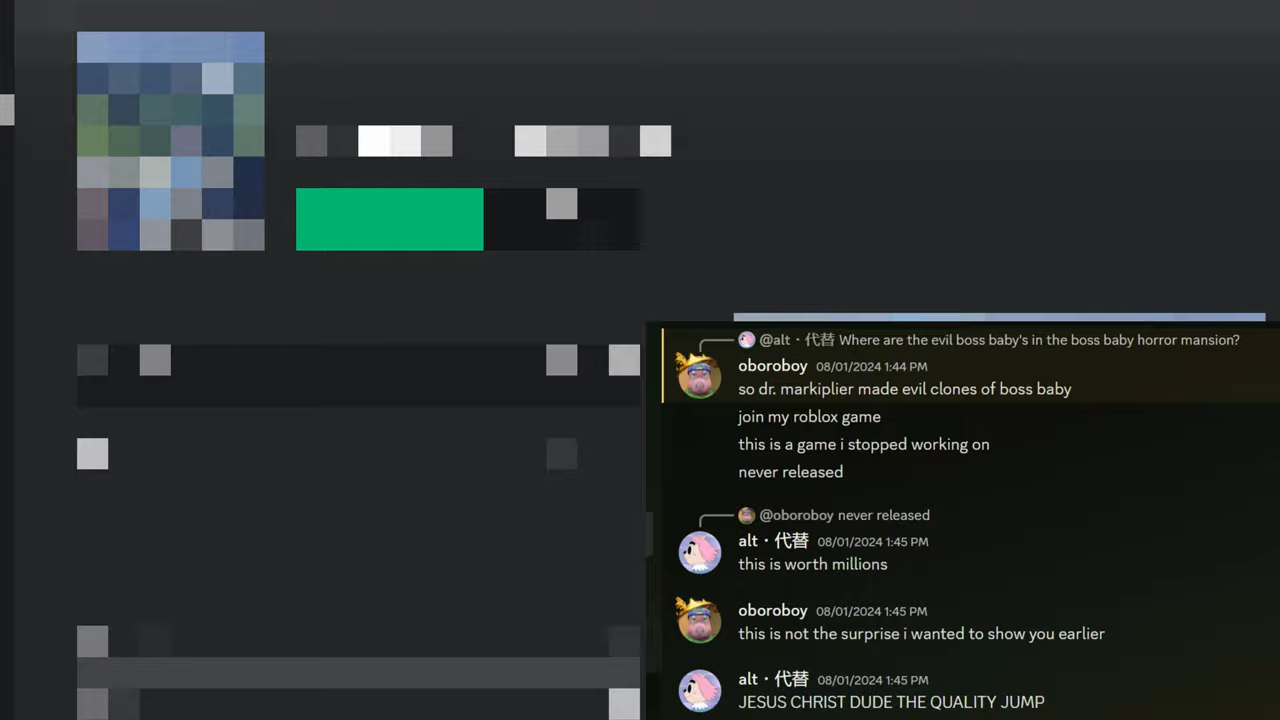 @alt・代替 Where are the evil boss baby's in the boss baby horror mansion?
oboroboy 08/01/2024 1:44 PM
so dr. markiplier made evil clones of boss baby
join my roblox game
this is a game i stopped working on
never released
@oboroboy never released
alt・代替 08/01/2024 1:45 PM
this is worth millions
oboroboy 08/01/2024 1:45 PM
this is not the surprise i wanted to show you earlier
alt・代替 08/01/2024 1:45 PM
JESUS CHRIST DUDE THE QUALITY JUMP